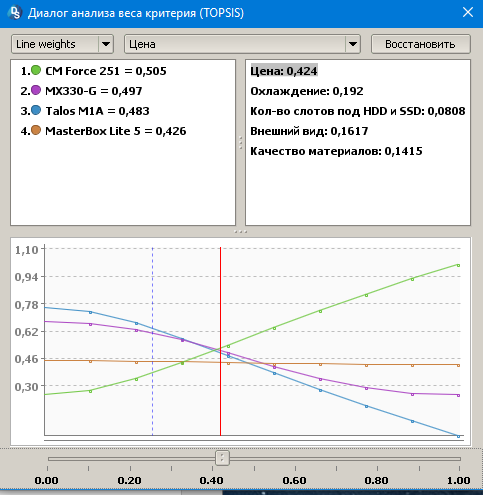 Диалог анализа веса критерия (TOPSIS)
Line weights
Цена
Восстановить
1. CM Force 251 = 0,505
2. MX330-G = 0,497
3. Talos M1A = 0,483
4. MasterBox Lite 5 = 0,426
Цена: 0,424
Охлаждение: 0,192
Кол-во слотов под HDD и SSD: 0,0808
Внешний вид: 0,1617
Качество материалов: 0,1415
1,10
0,94
0,78
0,62
0,46
0,30
0.00 0.20 0.40 0.60 0.80 1.00